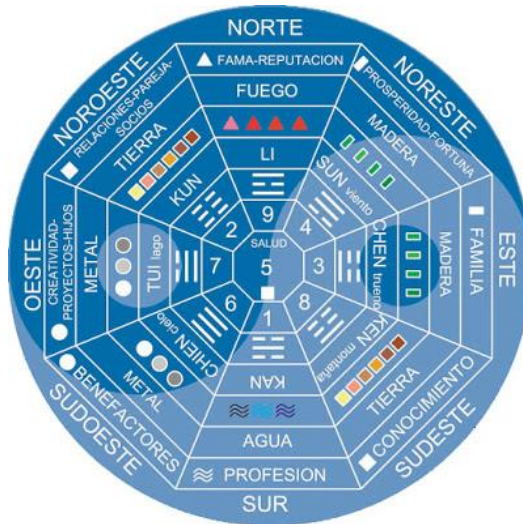 NORTE
FAMA-REPUTACION
FUEGO
LI
9
NORESTE
PROSPERIDAD-FORTUNA
MADERA
SUN viento
4
ESTE
FAMILIA
MADERA
CHEN trueno
3
SUDESTE
CONOCIMIENTO
TIERRA
KEN montaña
8
SUR
PROFESION
AGUA
KAN
1
SUDOESTE
BENEFACTORES
METAL
CHIEN cielo
6
OESTE
CREATIVIDAD-
PROYECTOS-HIJOS
METAL
TUI lago
7
NOROESTE
RELACIONES-PAREJA-
SOCIOS
TIERRA
KUN
2
SALUD
5